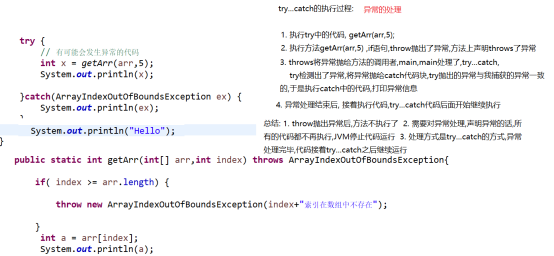 try...catch的执行过程: 异常的处理
try {
// 有可能会发生异常的代码
int x = getArr(arr,5);
System.out.println(x);
}catch(ArrayIndexOutOfBoundsException ex) {
System.out.println(ex);
}
System.out.println("Hello");
}
public static int getArr(int[] arr,int index) throws ArrayIndexOutOfBoundsException{
if( index >= arr.length) {
throw new ArrayIndexOutOfBoundsException(index+"索引在数组中不存在");
}
int a = arr[index];
System.out.println(a);
1. 执行try中的代码, getArr(arr,5);
2. 执行方法getArr(arr,5) ,if语句,throw抛出了异常,方法上声明throws了异常
3. throws将异常抛给方法的调用者,main,main处理了,try...catch,
try检测出了异常,将异常抛给catch代码块,try抛出的异常与我捕获的异常一致
的,于是执行catch中的代码,打印异常信息
4. 异常处理结束后, 接着执行代码,try...catch代码后面开始继续执行
总结: 1. throw抛出异常后,方法不执行了 2. 需要对异常处理,声明异常的话,所
有的代码都不再执行,JVM停止代码运行 3. 处理方式是try...catch的方式,异常
处理完毕,代码接着try...catch之后继续运行